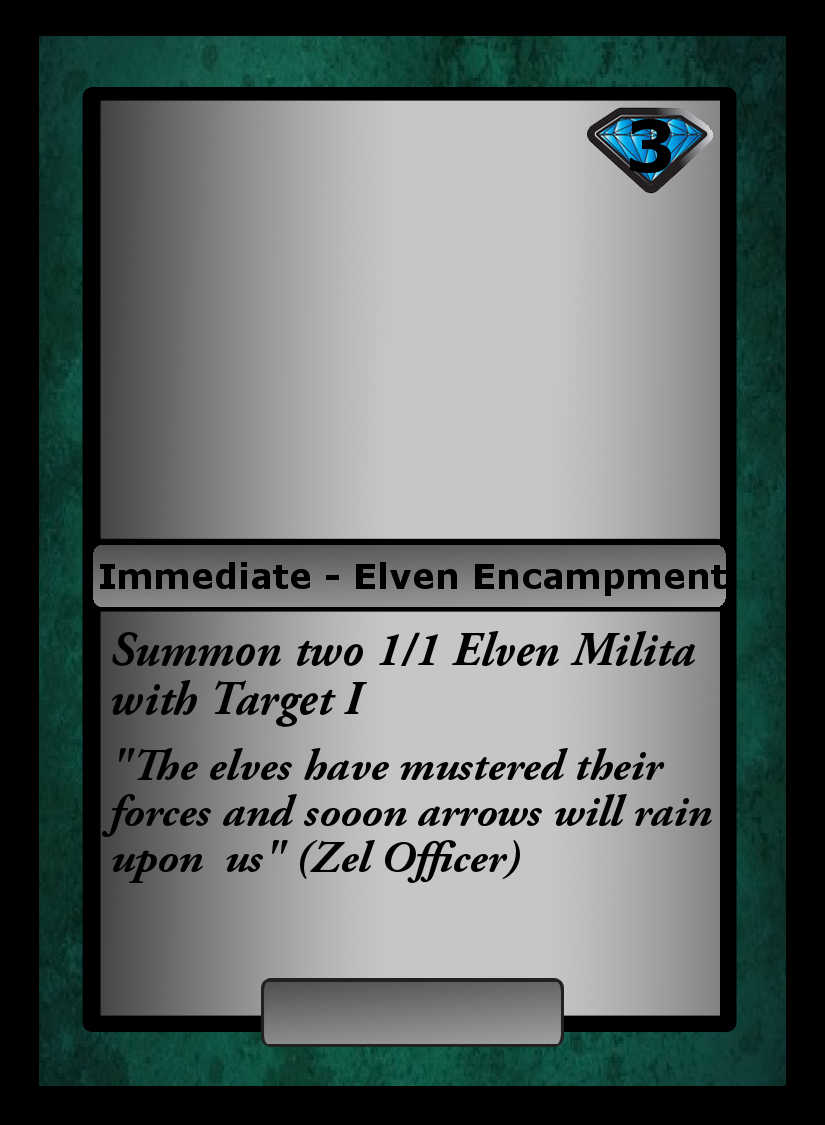 3
Immediate - Elven Encampment
Summon two 1/1 Elven Milita
with Target I
"The elves have mustered their
forces and sooon arrows will rain
upon  us" (Zel Officer)